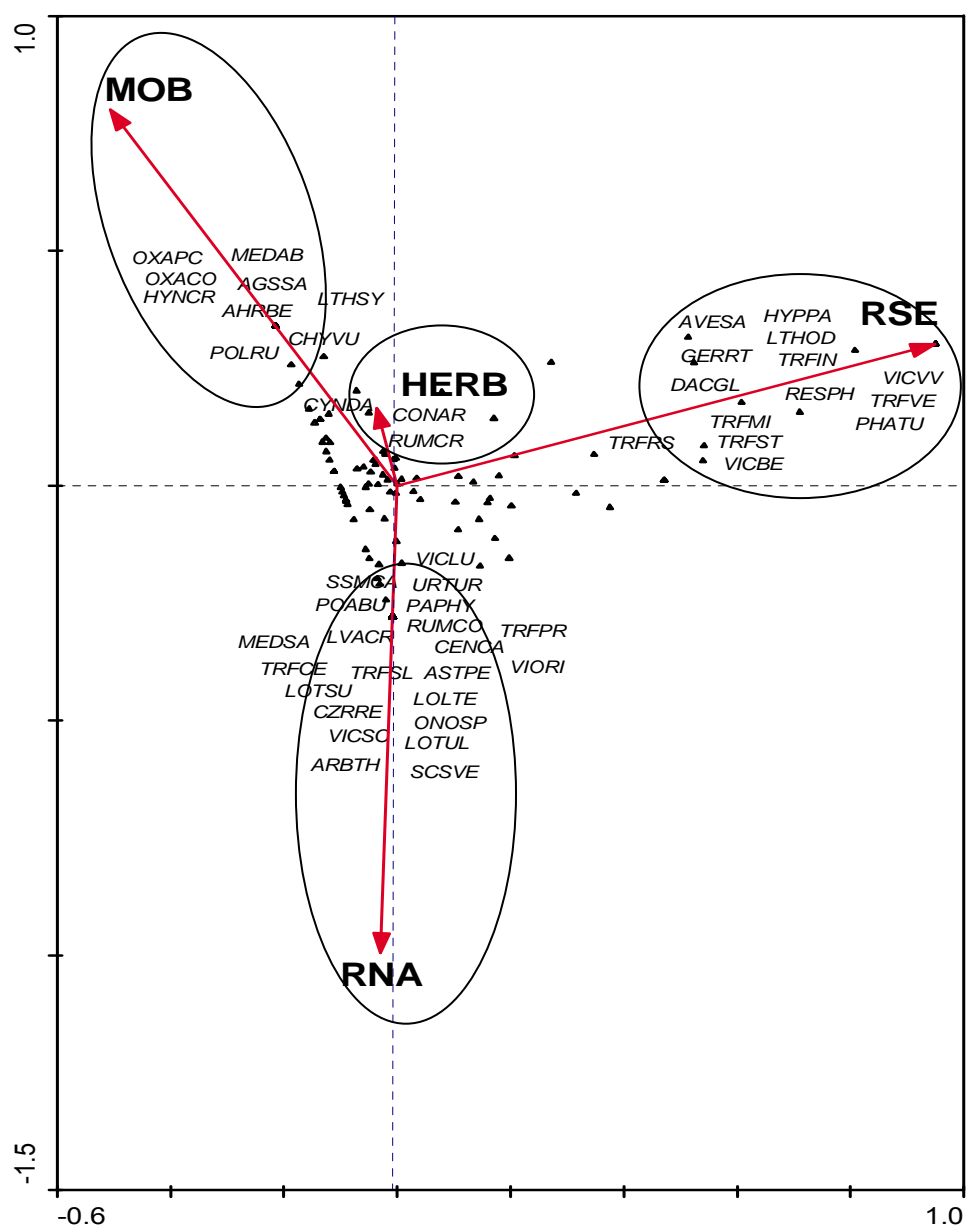 1.0
MOB
OXAPC
MEDAB
OXACO
AGSSA
HYNCR
LTHSY
AHRBE
CHYVU
POLRU
CYNDA
HERB
CONAR
RUMCR
RSE
AVESA
HYPPA
LTHOD
GERRT
TRFIN
DACGL
RESPH
VICVV
TRFVE
PHATU
TRFMI
TRFRS
TRFST
VICBE
VICLU
SSMCA
URTUR
POABU
PAPHY
RUMCO
TRFPR
MEDSA
LVACR
CENCA
TRFCE
TRFSL
ASTPE
VIORI
LOTSU
LOLTE
CZRRE
ONOSP
VICSC
LOTUL
ARBTH
SCSVE
RNA
-1.5
-0.6
1.0